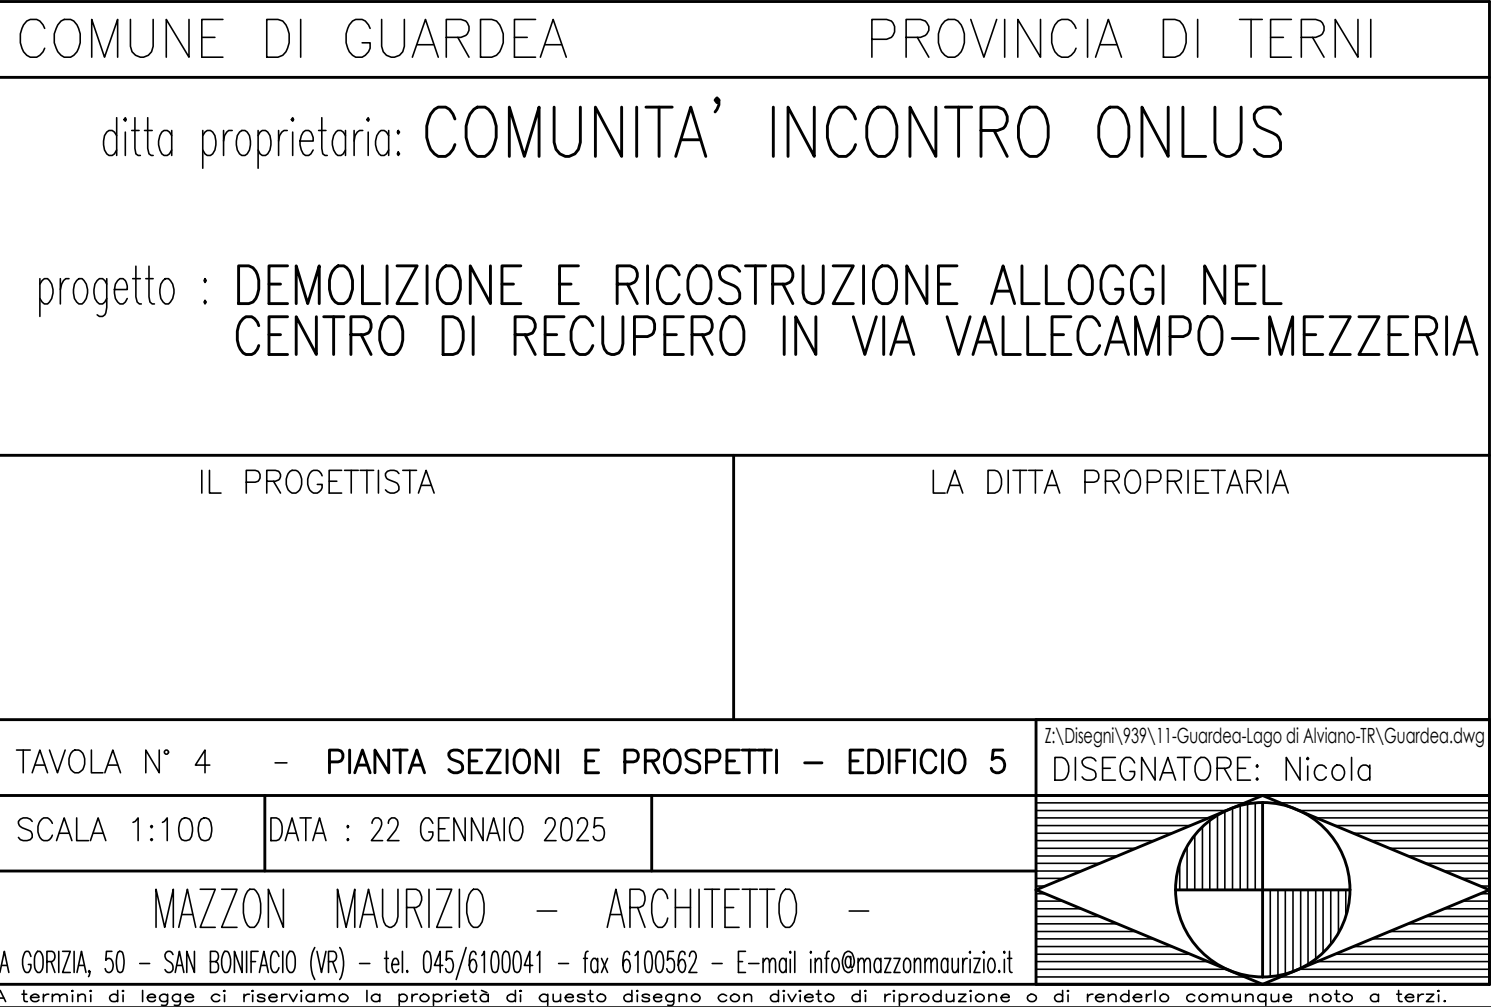 COMUNE DI GUARDEA PROVINCIA DI TERNI
ditta proprietaria: COMUNITA' INCONTRO ONLUS
progetto : DEMOLIZIONE E RICOSTRUZIONE ALLOGGI NEL
CENTRO DI RECUPERO IN VIA VALLECAMPO-MEZZERIA
IL PROGETTISTA LA DITTA PROPRIETARIA
Z:\Disegni\939\11-Guardea-Lago di Alviano-TR\Guardea.dwg
TAVOLA N° 4 - PIANTA SEZIONI E PROSPETTI - EDIFICIO 5
DISEGNATORE: Nicola
SCALA 1:100 DATA : 22 GENNAIO 2025
MAZZON MAURIZIO - ARCHITETTO -
A GORIZIA, 50 - SAN BONIFACIO (VR) - tel. 045/6100041 - fax 6100562 - E-mail info@mazzonmaurizio.it
A termini di legge ci riserviamo la proprietà di questo disegno con divieto di riproduzione o di renderlo comunque noto a terzi.